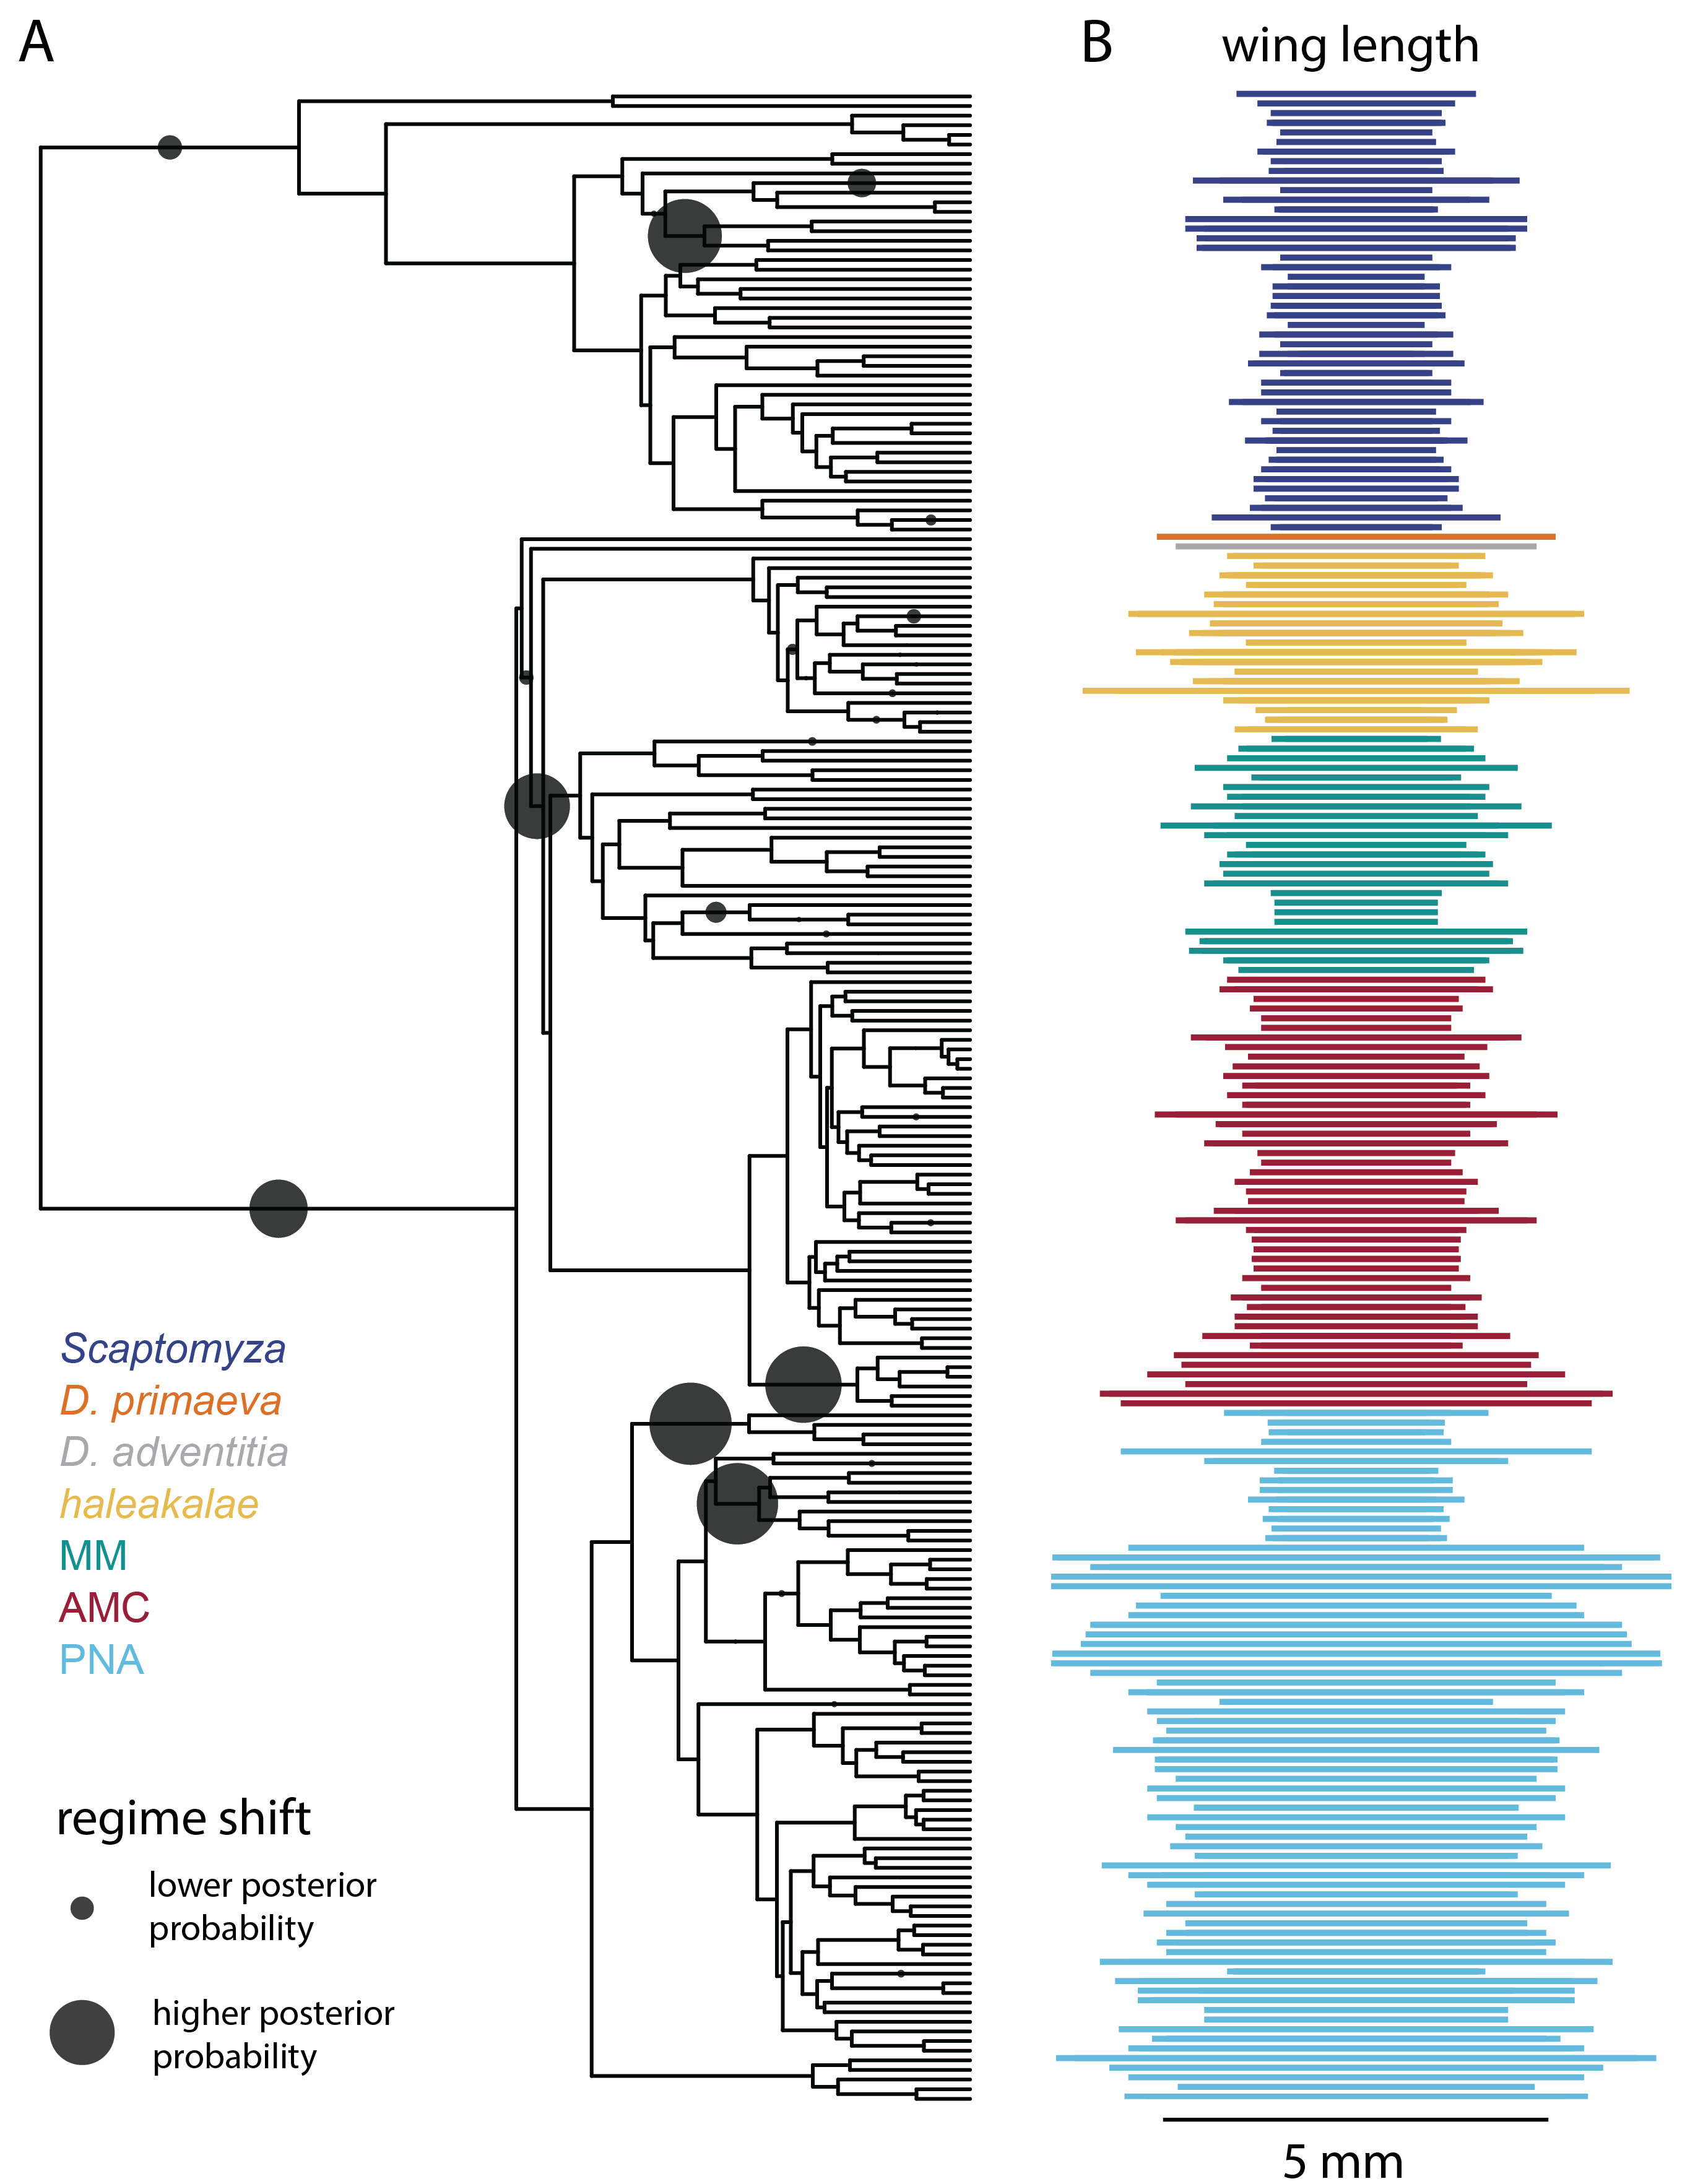 A
B
wing length
Scaptomyza
D. primaeva
D. adventitia
haleakalae
MM
AMC
PNA
regime shift
lower posterior
probability
higher posterior
probability
5 mm